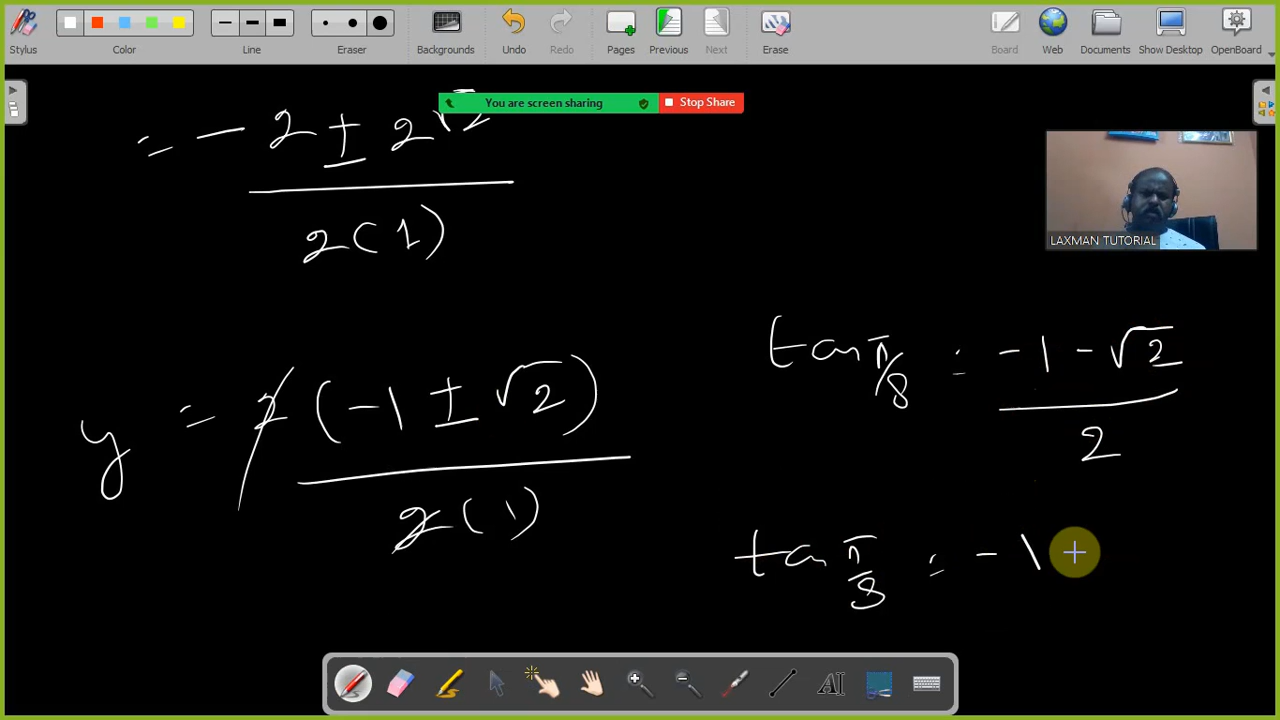 Stylus Color Line Eraser Backgrounds Undo Redo Pages Previous Next Erase Board Web Documents Show Desktop OpenBoard
You are screen sharing Stop Share
= - 2 ± 2√2
2(1)
LAXMAN TUTORIAL
tan π/8 = -1 - √2
2
y = 2(-1 ± √2)
2(1)
tan π/8 = -1